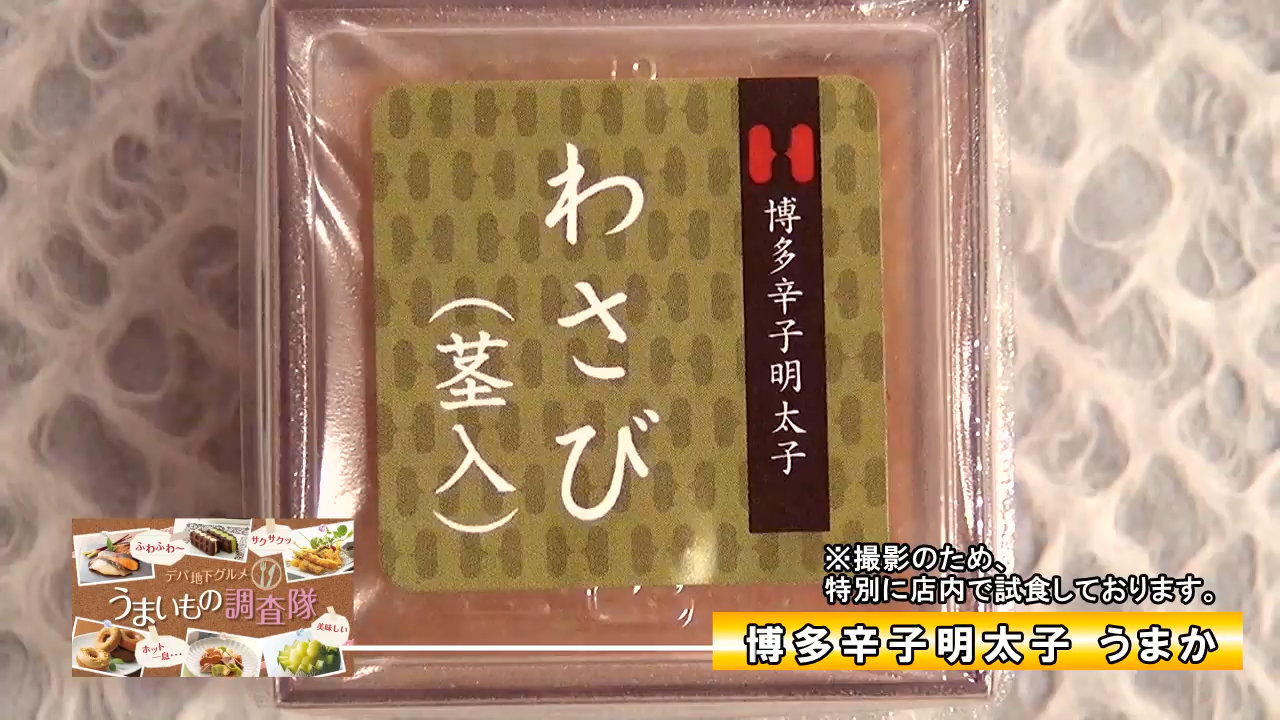 博多辛子明太子
わさび
(茎入)
ふわふわ〜
サクサクッ
デパ地下グルメ
うまいもの調査隊
ホット
一息・・・
美味しい
※撮影のため、
特別に店内で試食しております。
博多辛子明太子 うまか